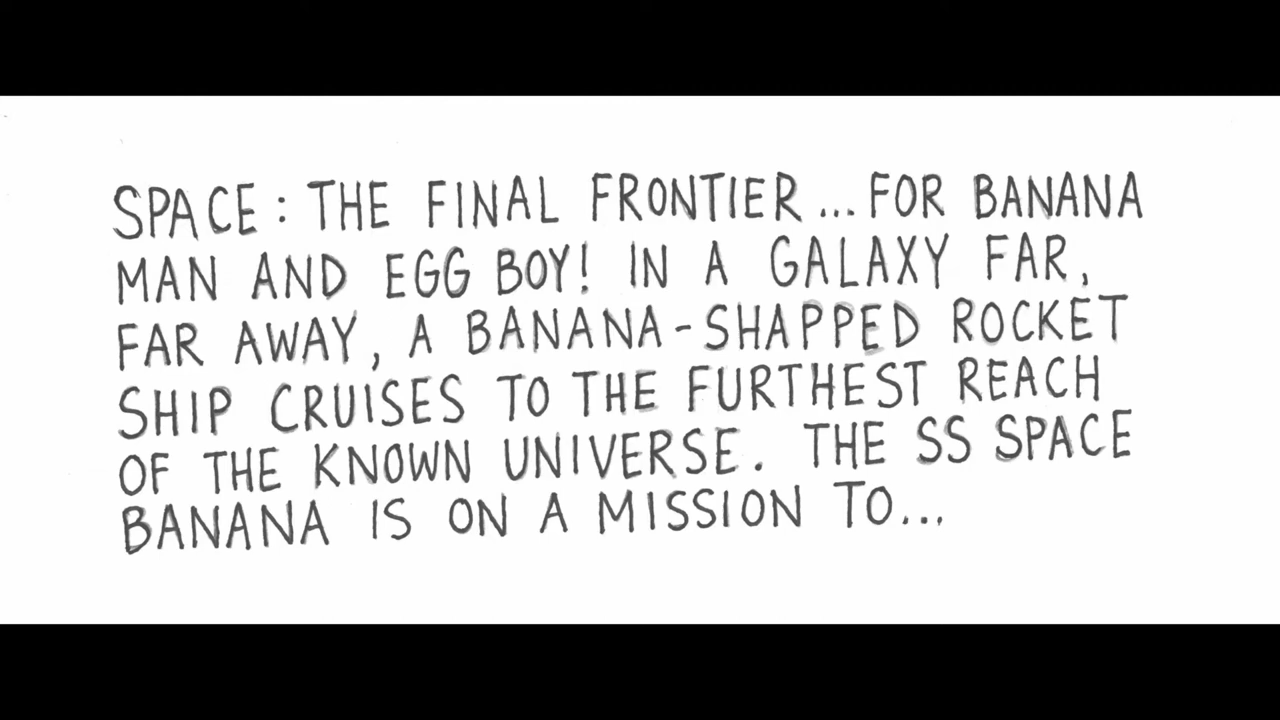 SPACE: THE FINAL FRONTIER...FOR BANANA
MAN AND EGG BOY! IN A GALAXY FAR,
FAR AWAY, A BANANA-SHAPPED ROCKET
SHIP CRUISES TO THE FURTHEST REACH
OF THE KNOWN UNIVERSE. THE SS SPACE
BANANA IS ON A MISSION TO...